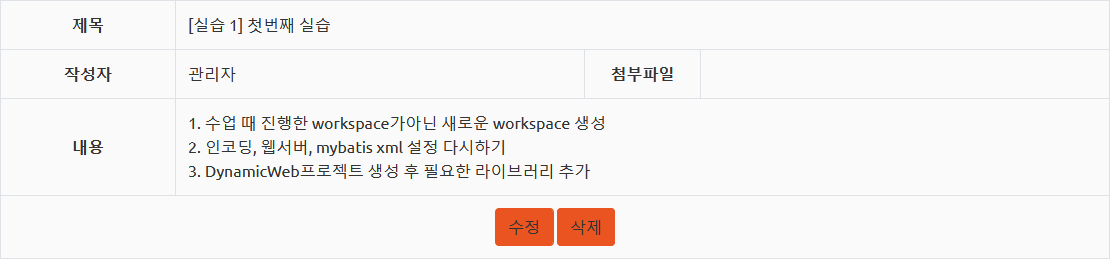 제목 [실습 1] 첫번째 실습
작성자 관리자 첨부파일
내용
1. 수업 때 진행한 workspace가아닌 새로운 workspace 생성
2. 인코딩, 웹서버, mybatis xml 설정 다시하기
3. DynamicWeb프로젝트 생성 후 필요한 라이브러리 추가
수정 삭제